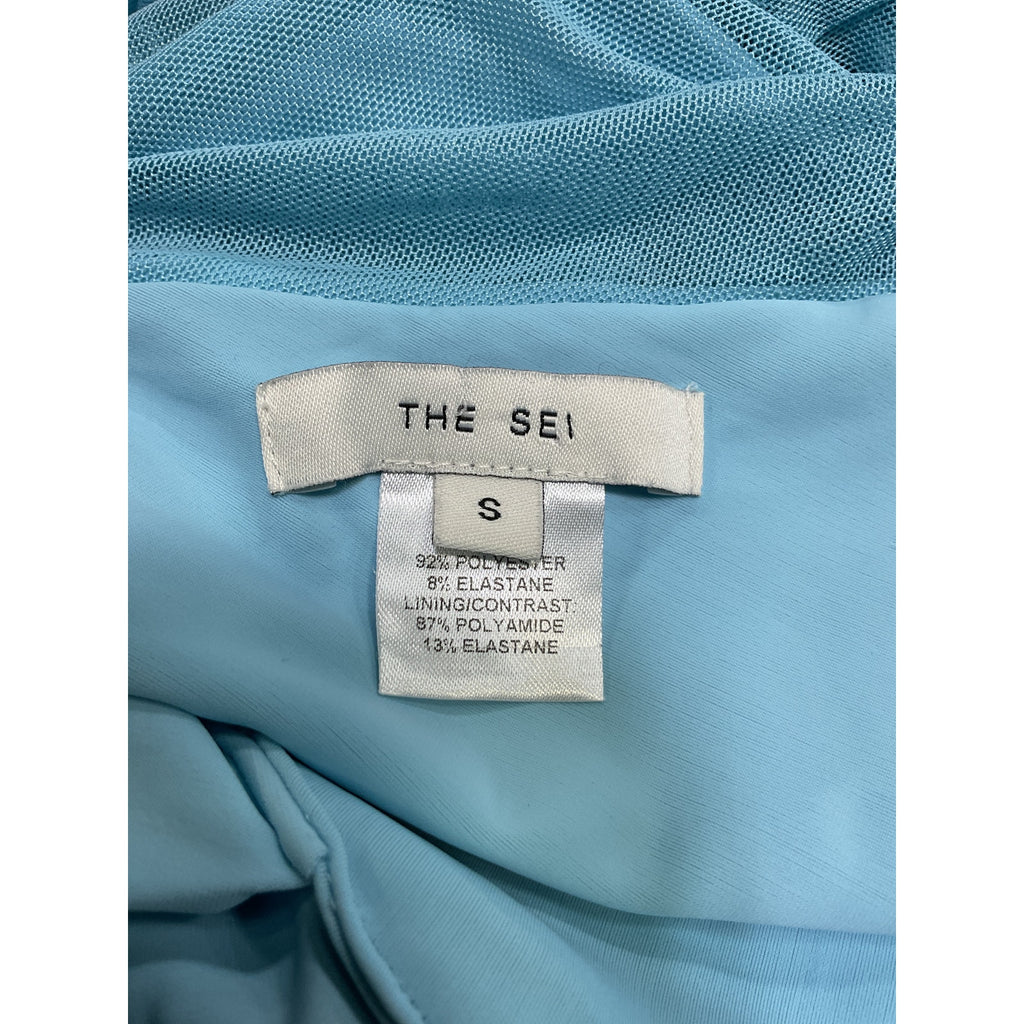 THE SEI
S
92% POLYESTER
8% ELASTANE
LINING/CONTRAST:
87% POLYAMIDE
13% ELASTANE